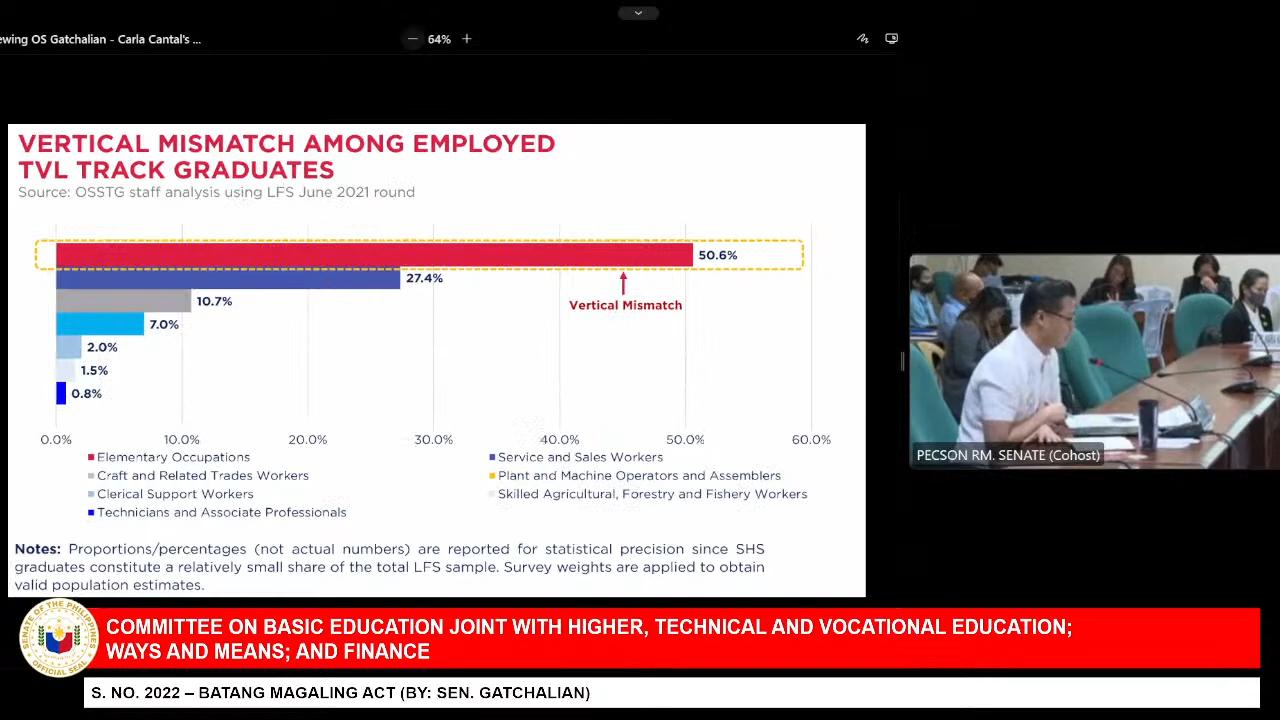 ewing OS Gatchalian - Carla Cantal's ...
64%
VERTICAL MISMATCH AMONG EMPLOYED
TVL TRACK GRADUATES
Source: OSSTG staff analysis using LFS June 2021 round
50.6%
27.4%
Vertical Mismatch
10.7%
7.0%
2.0%
1.5%
0.8%
0.0% 10.0% 20.0% 30.0% 40.0% 50.0% 60.0%
Elementary Occupations
Service and Sales Workers
Craft and Related Trades Workers
Plant and Machine Operators and Assemblers
Clerical Support Workers
Skilled Agricultural, Forestry and Fishery Workers
Technicians and Associate Professionals
Notes: Proportions/percentages (not actual numbers) are reported for statistical precision since SHS
graduates constitute a relatively small share of the total LFS sample. Survey weights are applied to obtain
valid population estimates.
PECSON RM. SENATE (Cohost)
SENATE OF THE PHILIPPINES
OFFICIAL SEAL
COMMITTEE ON BASIC EDUCATION JOINT WITH HIGHER, TECHNICAL AND VOCATIONAL EDUCATION;
WAYS AND MEANS; AND FINANCE
S. NO. 2022 – BATANG MAGALING ACT (BY: SEN. GATCHALIAN)